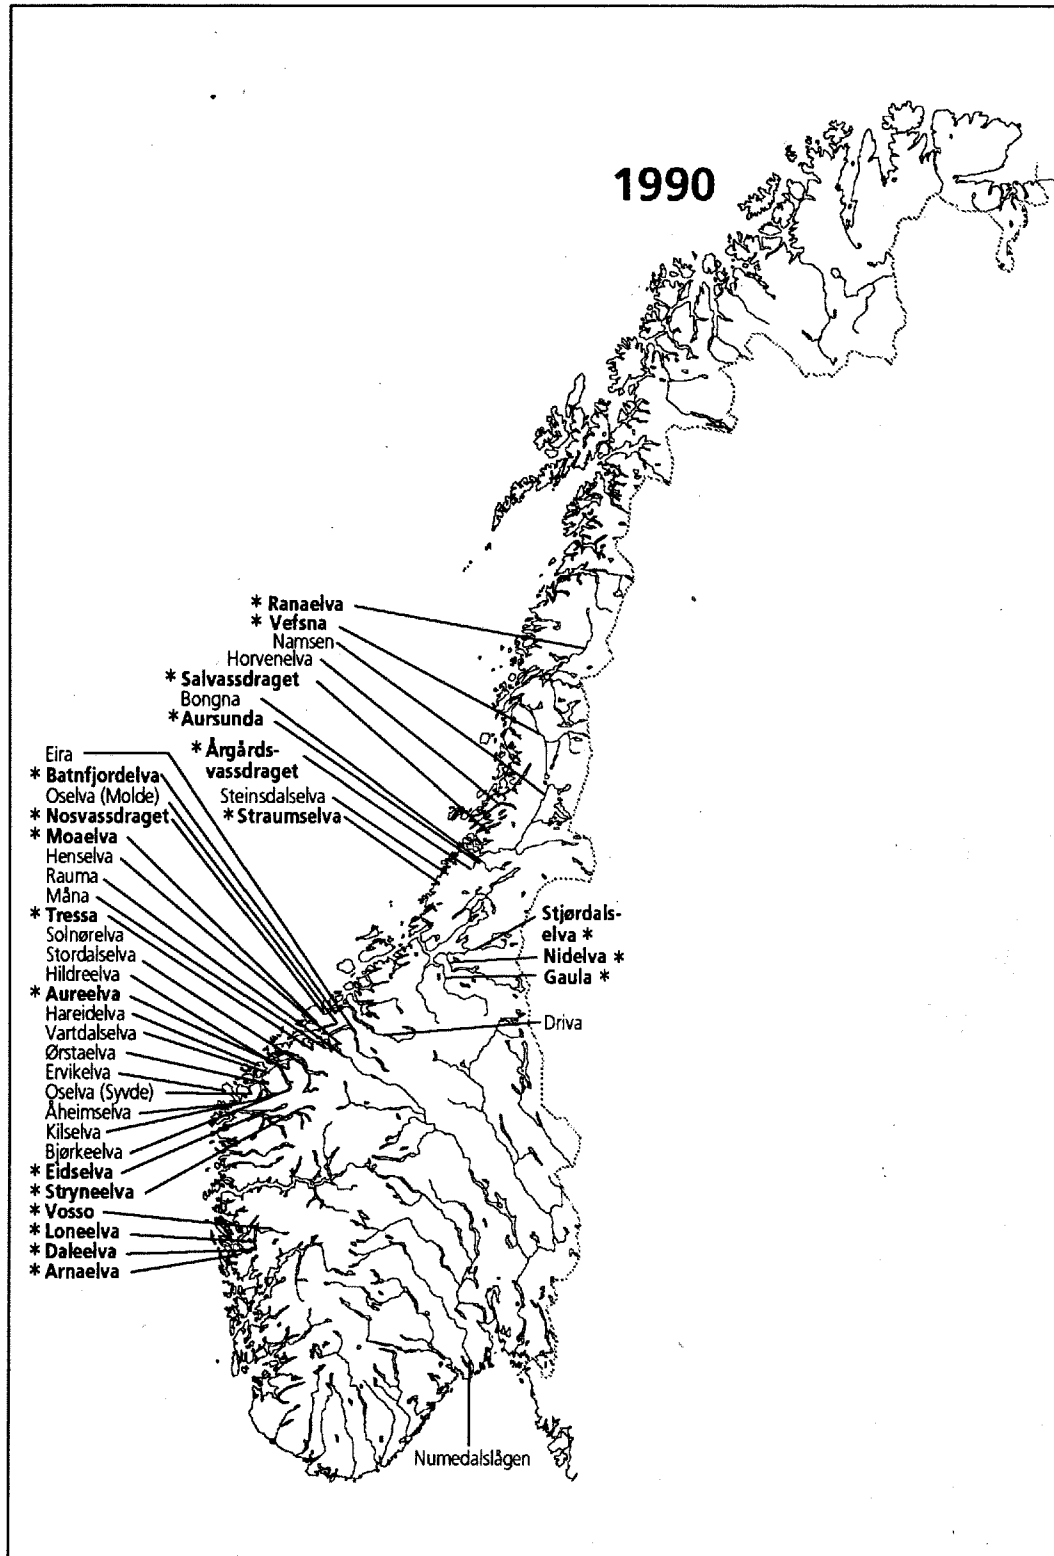 1990
* Ranaelva
* Vefsna
Namsen
Horvenelva
* Salvassdraget
Bongna
* Aursunda
* Årgårds-
vassdraget
Steinsdalselva
* Straumselva
Eira
* Batnfjordelva
Oselva (Molde)
* Nosvassdraget
* Moaelva
Henselva
Rauma
Måna
* Tressa
Solnørelva
Stordalselva
Hildreelva
* Aureelva
Hareidelva
Vartdalselva
Ørstaelva
Ervikelva
Oselva (Syvde)
Åheimselva
Kilselva
Bjørkeelva
* Eidselva
* Stryneelva
* Vosso
* Loneelva
* Daleelva
* Arnaelva
Stjørdals-
elva *
Nidelva *
Gaula *
Driva
Numedalslågen